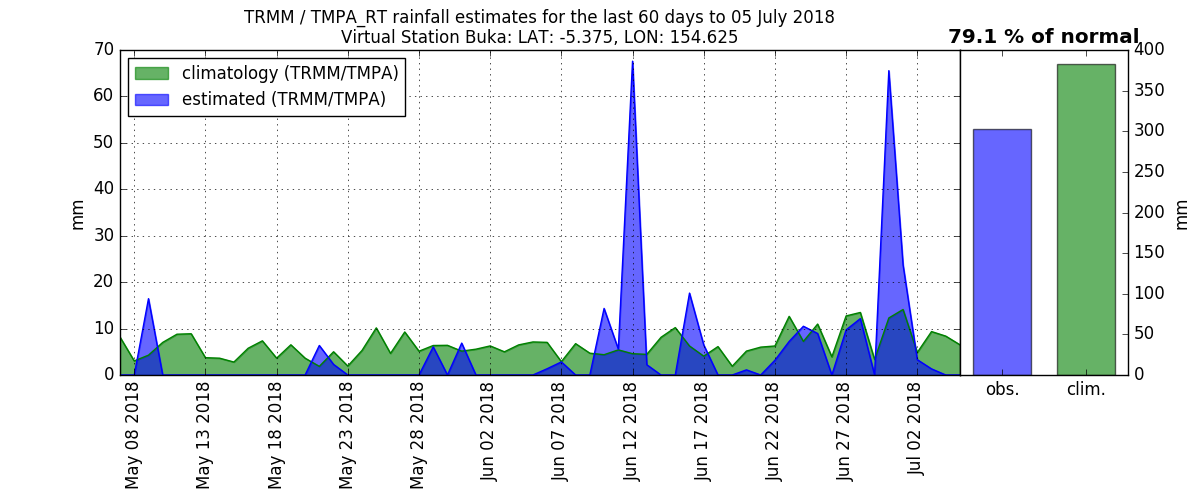 TRMM / TMPA_RT rainfall estimates for the last 60 days to 05 July 2018
Virtual Station Buka: LAT: -5.375, LON: 154.625
79.1 % of normal
climatology (TRMM/TMPA)
estimated (TRMM/TMPA)
mm
70
60
50
40
30
20
10
0
May 08 2018
May 13 2018
May 18 2018
May 23 2018
May 28 2018
Jun 02 2018
Jun 07 2018
Jun 12 2018
Jun 17 2018
Jun 22 2018
Jun 27 2018
Jul 02 2018
400
350
300
250
200
150
100
50
0
mm
obs.
clim.